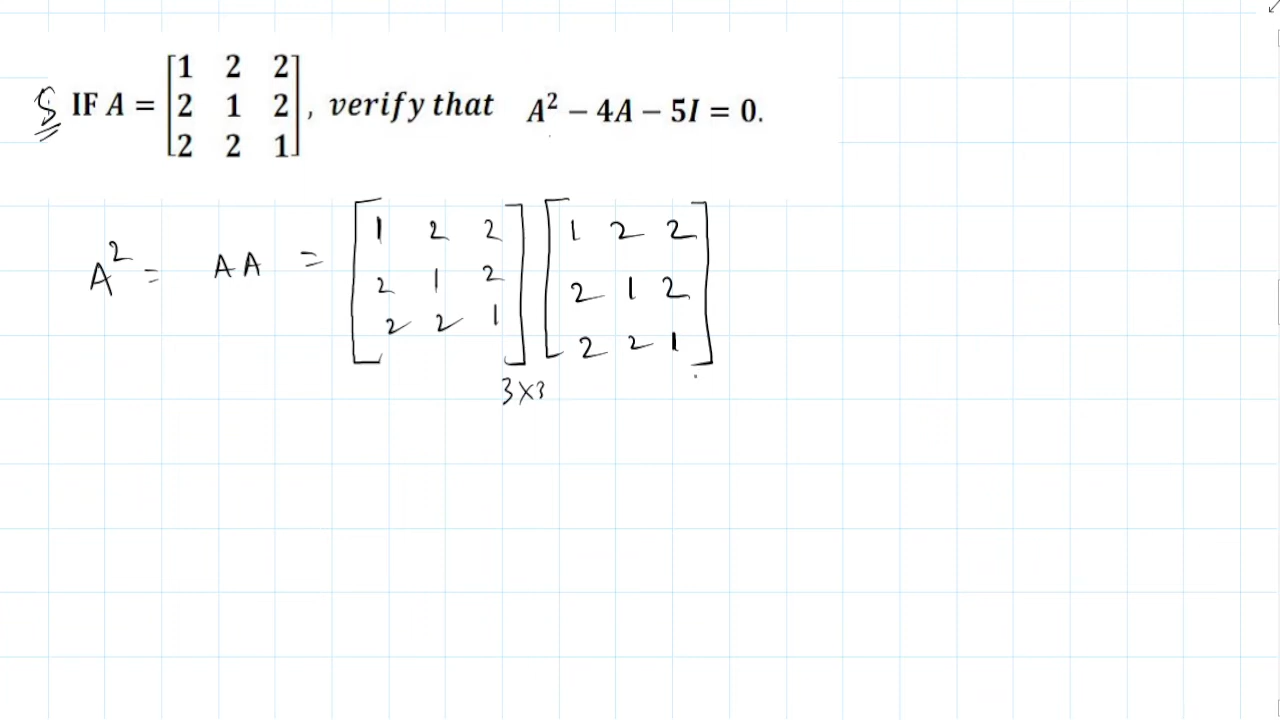 S IF A = [1 2 2
2 1 2
2 2 1], verify that A² − 4A − 5I = 0.
A² = AA = [1 2 2
2 1 2
2 2 1] [1 2 2
2 1 2
2 2 1]
3×3